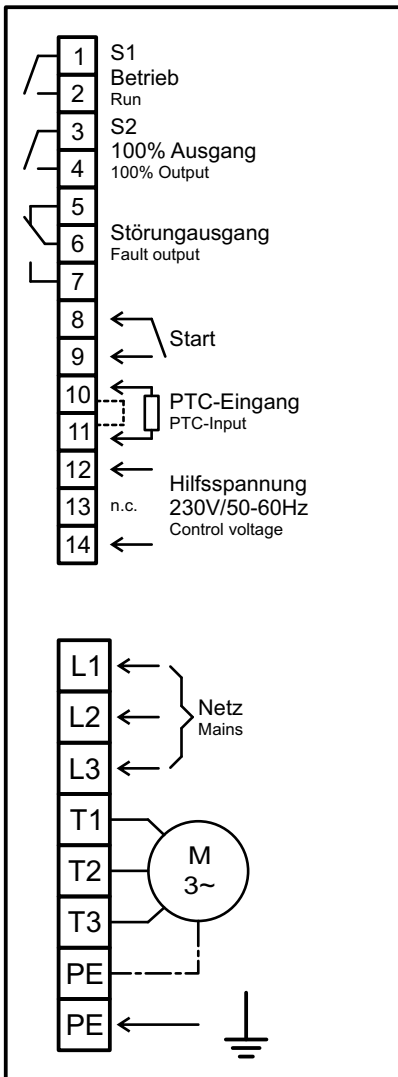 1
S1
Betrieb
2
Run
3
S2
100% Ausgang
4
100% Output
5
6
Störungausgang
Fault output
7
8
Start
9
10
PTC-Eingang
11
PTC-Input
12
Hilfsspannung
13
n.c.
230V/50-60Hz
Control voltage
14
L1
L2
Netz
Mains
L3
T1
M
3~
T2
T3
PE
PE